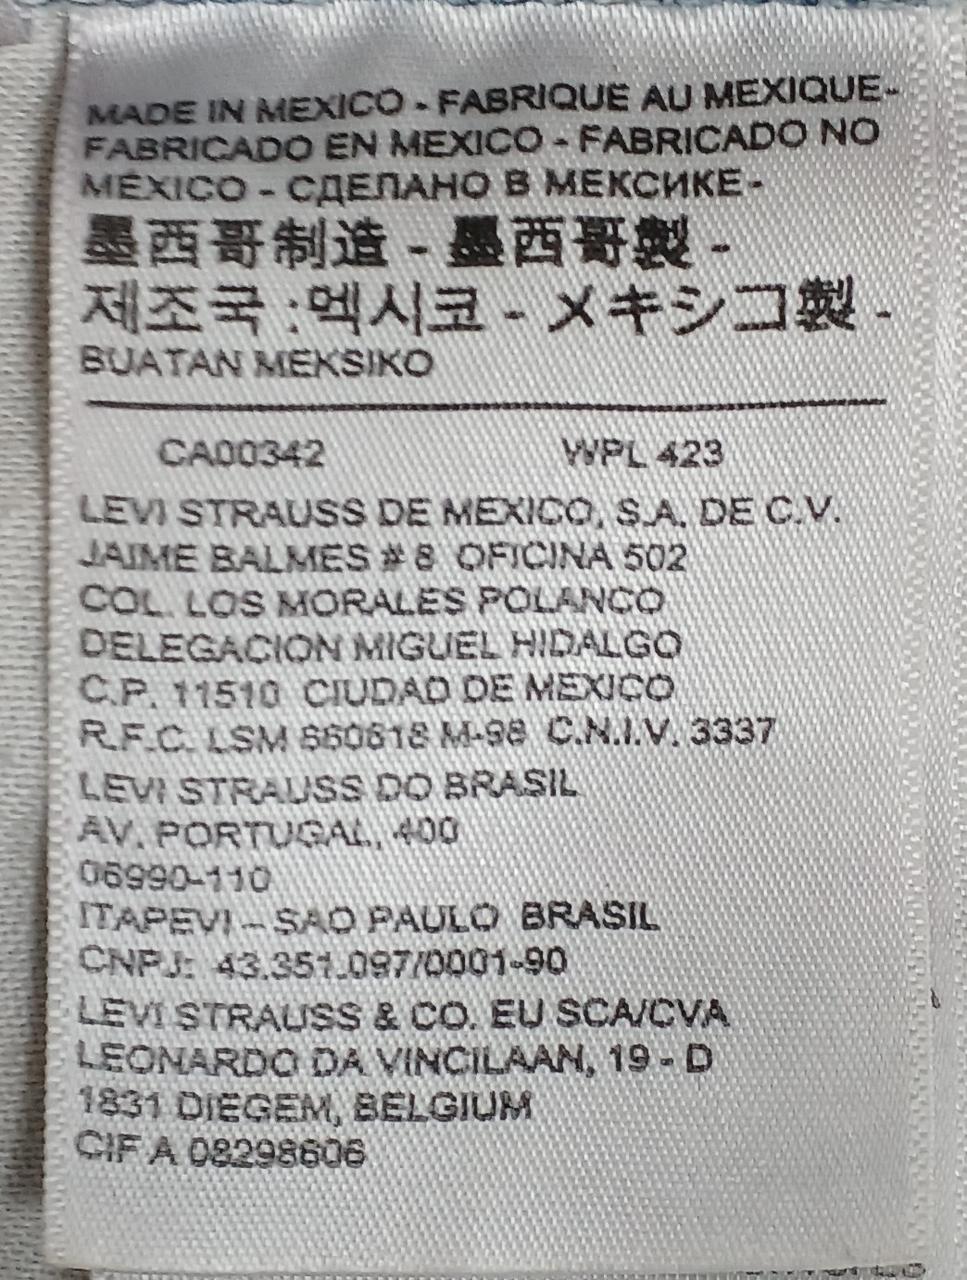 MADE IN MEXICO - FABRIQUE AU MEXIQUE-
FABRICADO EN MEXICO - FABRICADO NO
MÉXICO - СДЕЛАНО В МЕКСИКЕ-
墨西哥制造 - 墨西哥製 -
제조국 :멕시코 - メキシコ製 -
BUATAN MEKSIKO
CA00342 WPL 423
LEVI STRAUSS DE MEXICO, S.A. DE C.V.
JAIME BALMES # 8 OFICINA 502
COL. LOS MORALES POLANCO
DELEGACION MIGUEL HIDALGO
C.P. 11510 CIUDAD DE MEXICO
R.F.C. LSM 660618 M-98 C.N.I.V. 3337
LEVI STRAUSS DO BRASIL
AV. PORTUGAL, 400
06990-110
ITAPEVI – SAO PAULO BRASIL
CNPJ: 43.351.097/0001-90
LEVI STRAUSS & CO. EU SCA/CVA
LEONARDO DA VINCILAAN, 19 - D
1831 DIEGEM, BELGIUM
CIF A 08298606